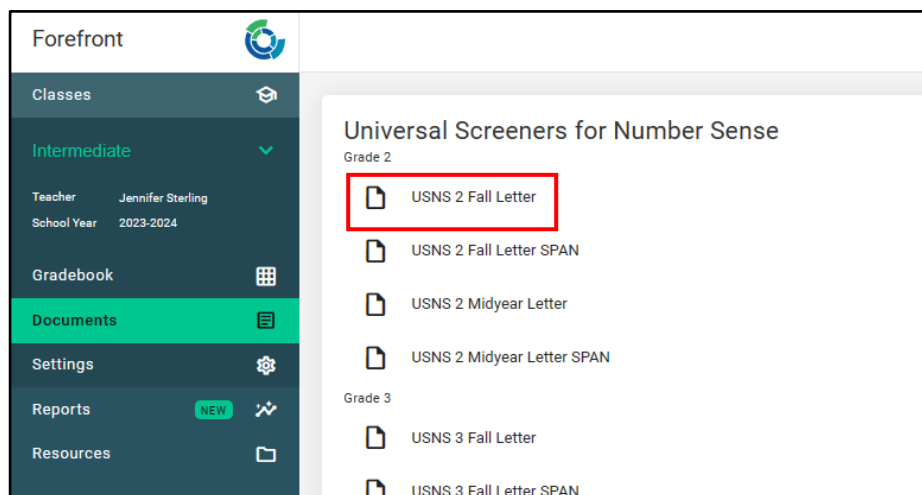 Forefront
Classes
Intermediate
Teacher Jennifer Sterling
School Year 2023-2024
Gradebook
Documents
Settings
Reports NEW
Resources
Universal Screeners for Number Sense
Grade 2
USNS 2 Fall Letter
USNS 2 Fall Letter SPAN
USNS 2 Midyear Letter
USNS 2 Midyear Letter SPAN
Grade 3
USNS 3 Fall Letter
USNS 3 Fall Letter SPAN